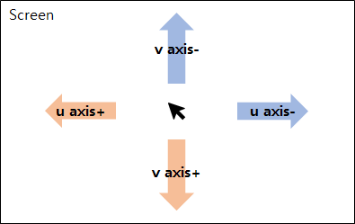 Screen
v axis-
u axis+
u axis-
v axis+